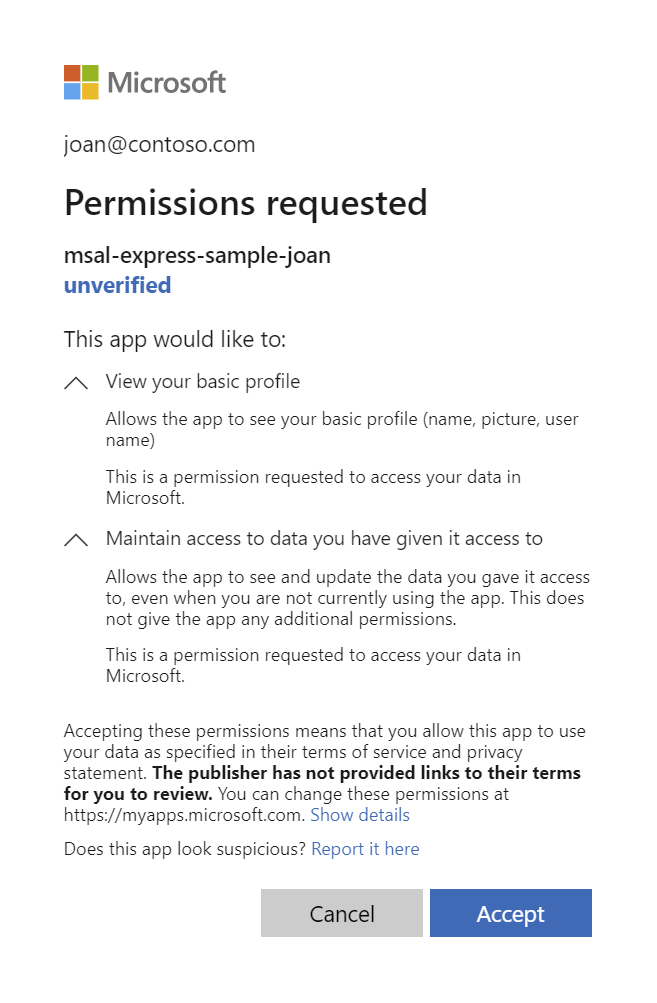 Microsoft
joan@contoso.com
Permissions requested
msal-express-sample-joan
unverified
This app would like to:
View your basic profile
Allows the app to see your basic profile (name, picture, user
name)
This is a permission requested to access your data in
Microsoft.
Maintain access to data you have given it access to
Allows the app to see and update the data you gave it access
to, even when you are not currently using the app. This does
not give the app any additional permissions.
This is a permission requested to access your data in
Microsoft.
Accepting these permissions means that you allow this app to use
your data as specified in their terms of service and privacy
statement. The publisher has not provided links to their terms
for you to review. You can change these permissions at
https://myapps.microsoft.com. Show details
Does this app look suspicious? Report it here
Cancel Accept